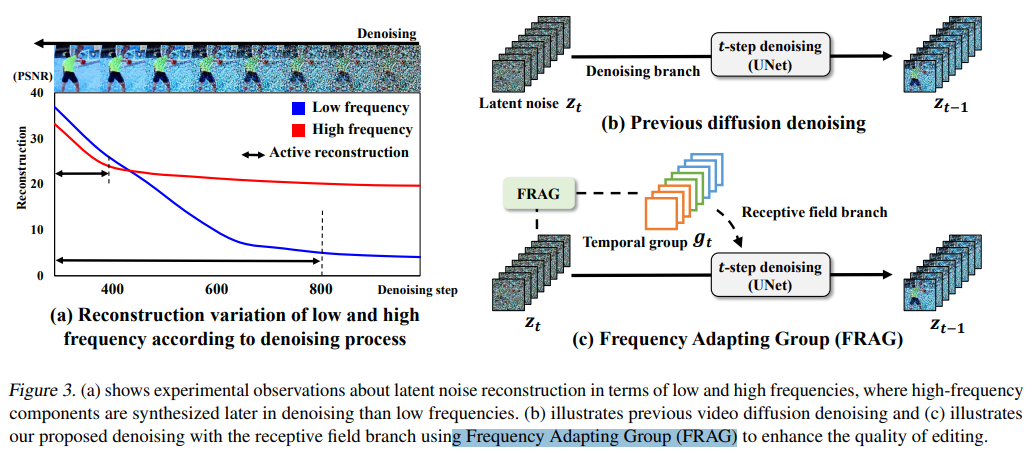 Denoising
(PSNR)
40
30
20
10
0
Reconstruction
Low frequency
High frequency
Active reconstruction
400
600
800
Denoising step
(a) Reconstruction variation of low and high
frequency according to denoising process
t-step denoising
(UNet)
Denoising branch
Latent noise z_t
z_{t−1}
(b) Previous diffusion denoising
FRAG
Temporal group g_t
Receptive field branch
t-step denoising
(UNet)
z_t
z_{t−1}
(c) Frequency Adapting Group (FRAG)
Figure 3. (a) shows experimental observations about latent noise reconstruction in terms of low and high frequencies, where high-frequency
components are synthesized later in denoising than low frequencies. (b) illustrates previous video diffusion denoising and (c) illustrates
our proposed denoising with the receptive field branch using Frequency Adapting Group (FRAG) to enhance the quality of editing.